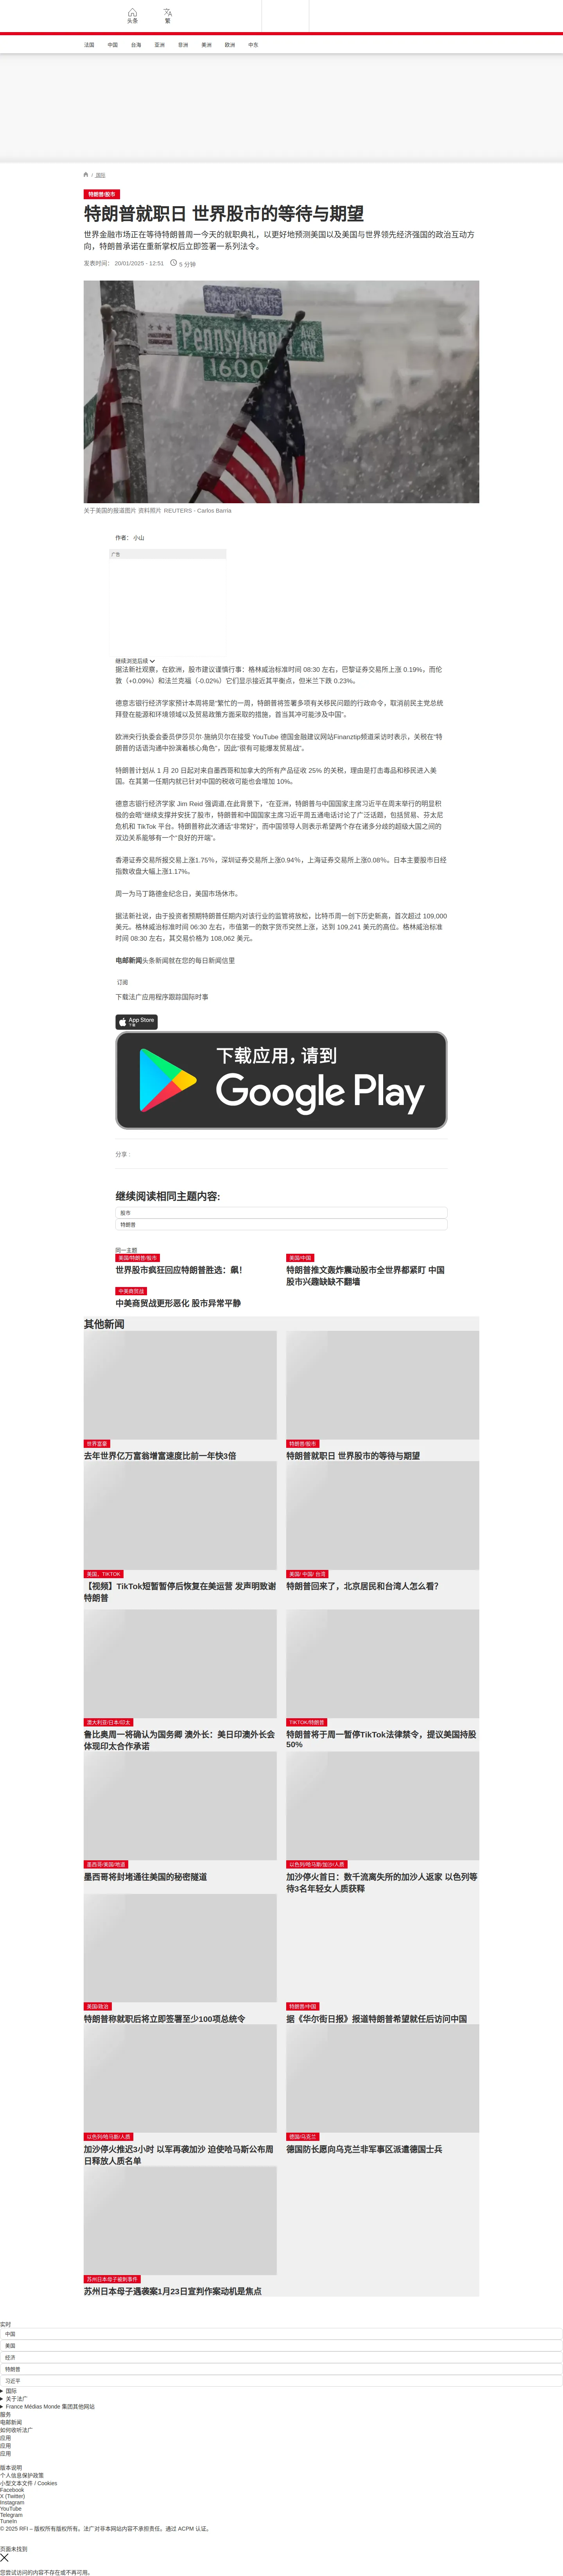 头条
繁
法国 中国 台海 亚洲 非洲 美洲 欧洲 中东
/ 国际
特朗普/股市
特朗普就职日 世界股市的等待与期望
世界金融市场正在等待特朗普周一今天的就职典礼，以更好地预测美国以及美国与世界领先经济强国的政治互动方
向，特朗普承诺在重新掌权后立即签署一系列法令。
发表时间： 20/01/2025 - 12:51 5 分钟
Pennsylvania AVE NW
1600
关于美国的报道图片 资料照片 REUTERS - Carlos Barria
作者： 小山
广告
继续浏览后续
据法新社观察，在欧洲，股市建议谨慎行事：格林威治标准时间 08:30 左右，巴黎证券交易所上涨 0.19%，而伦
敦（+0.09%）和法兰克福（-0.02%）它们显示接近其平衡点，但米兰下跌 0.23%。
德意志银行经济学家预计本周将是“繁忙的一周，特朗普将签署多项有关移民问题的行政命令，取消前民主党总统
拜登在能源和环境领域以及贸易政策方面采取的措施，首当其冲可能涉及中国”。
欧洲央行执委会委员伊莎贝尔·施纳贝尔在接受 YouTube 德国金融建议网站Finanztip频道采访时表示，关税在“特
朗普的话语沟通中扮演着核心角色”，因此“很有可能爆发贸易战”。
特朗普计划从 1 月 20 日起对来自墨西哥和加拿大的所有产品征收 25% 的关税，理由是打击毒品和移民进入美
国。在其第一任期内就已针对中国的税收可能也会增加 10%。
德意志银行经济学家 Jim Reid 强调道,在此背景下，“在亚洲，特朗普与中国国家主席习近平在周末举行的明显积
极的会晤”继续支撑并安抚了股市，特朗普和中国国家主席习近平周五通电话讨论了广泛话题，包括贸易、芬太尼
危机和 TikTok 平台。特朗普称此次通话“非常好”，而中国领导人则表示希望两个存在诸多分歧的超级大国之间的
双边关系能够有一个“良好的开端”。
香港证券交易所报交易上涨1.75%，深圳证券交易所上涨0.94%，上海证券交易所上涨0.08%。日本主要股市日经
指数收盘大幅上涨1.17%。
周一为马丁路德金纪念日，美国市场休市。
据法新社说，由于投资者预期特朗普任期内对该行业的监管将放松，比特币周一创下历史新高，首次超过 109,000
美元。格林威治标准时间 06:30 左右，市值第一的数字货币突然上涨，达到 109,241 美元的高位。格林威治标准
时间 08:30 左右，其交易价格为 108,062 美元。
电邮新闻头条新闻就在您的每日新闻信里
订阅
下载法广应用程序跟踪国际时事
App Store
下载
下载应用，请到
Google Play
分享 :
继续阅读相同主题内容:
股市
特朗普
同一主题
美国/特朗普/股市
世界股市疯狂回应特朗普胜选：飙！
美国/中国
特朗普推文轰炸震动股市全世界都紧盯 中国
股市兴趣缺缺不翻墙
中美商贸战
中美商贸战更形恶化 股市异常平静
其他新闻
世界富豪
去年世界亿万富翁增富速度比前一年快3倍
特朗普/股市
特朗普就职日 世界股市的等待与期望
美国，TIKTOK
【视频】TikTok短暂暂停后恢复在美运营 发声明致谢
特朗普
美国/ 中国/ 台湾
特朗普回来了，北京居民和台湾人怎么看？
澳大利亚/日本/印太
鲁比奥周一将确认为国务卿 澳外长：美日印澳外长会
体现印太合作承诺
TIKTOK/特朗普
特朗普将于周一暂停TikTok法律禁令，提议美国持股
50%
墨西哥/美国/地道
墨西哥将封堵通往美国的秘密隧道
以色列/哈马斯/加沙/人质
加沙停火首日：数千流离失所的加沙人返家 以色列等
待3名年轻女人质获释
美国/政治
特朗普称就职后将立即签署至少100项总统令
特朗普/中国
据《华尔街日报》报道特朗普希望就任后访问中国
以色列/哈马斯/人质
加沙停火推迟3小时 以军再袭加沙 迫使哈马斯公布周
日释放人质名单
德国/乌克兰
德国防长愿向乌克兰非军事区派遣德国士兵
苏州日本母子被刺事件
苏州日本母子遇袭案1月23日宣判作案动机是焦点
实时
中国
美国
经济
特朗普
习近平
国际
关于法广
France Médias Monde 集团其他网站
服务
电邮新闻
如何收听法广
应用
应用
应用
版本说明
个人信息保护政策
小型文本文件 / Cookies
Facebook
X (Twitter)
Instagram
YouTube
Telegram
TuneIn
© 2025 RFI – 版权所有版权所有。法广对非本网站内容不承担责任。通过 ACPM 认证。
页面未找到
您尝试访问的内容不存在或不再可用。